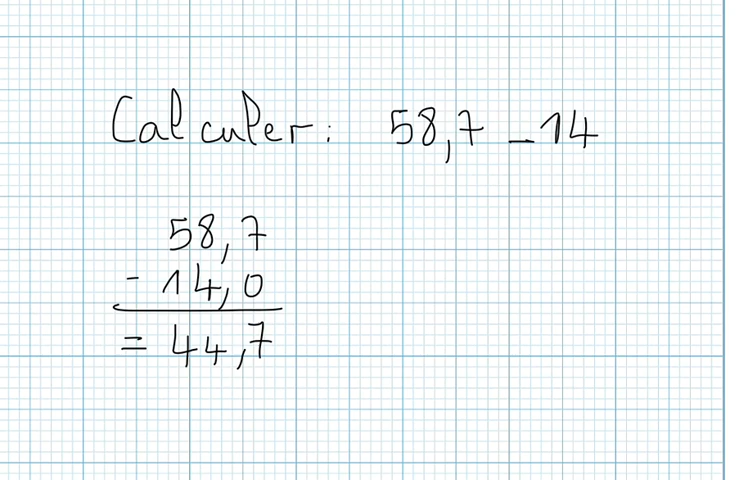 Calculer: 58,7 - 14
58,7
- 14,0
= 44,7